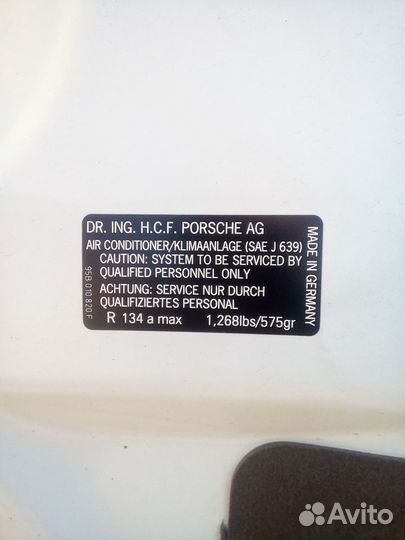 DR. ING. H.C.F. PORSCHE AG
AIR CONDITIONER/KLIMAANLAGE (SAE J 639)
CAUTION: SYSTEM TO BE SERVICED BY
QUALIFIED PERSONNEL ONLY
ACHTUNG: SERVICE NUR DURCH
QUALIFIZIERTES PERSONAL
R 134 a max 1,268lbs/575gr
MADE IN GERMANY
95B.010.820.F
Avito